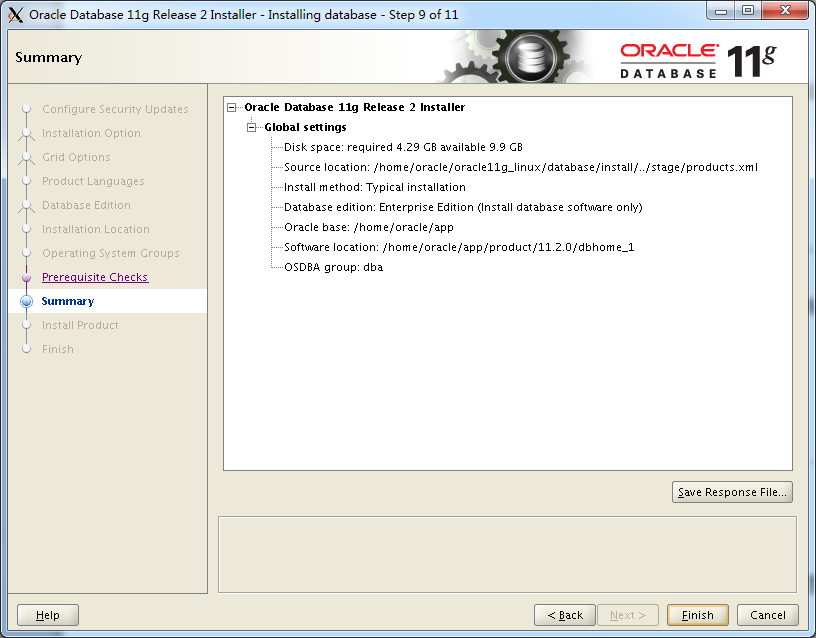 Oracle Database 11g Release 2 Installer - Installing database - Step 9 of 11
Summary
ORACLE
DATABASE
11g
Configure Security Updates
Installation Option
Grid Options
Product Languages
Database Edition
Installation Location
Operating System Groups
Prerequisite Checks
Summary
Install Product
Finish
Oracle Database 11g Release 2 Installer
Global settings
Disk space: required 4.29 GB available 9.9 GB
Source location: /home/oracle/oracle11g_linux/database/install/../stage/products.xml
Install method: Typical installation
Database edition: Enterprise Edition (Install database software only)
Oracle base: /home/oracle/app
Software location: /home/oracle/app/product/11.2.0/dbhome_1
OSDBA group: dba
Save Response File...
Help
< Back
Next >
Finish
Cancel